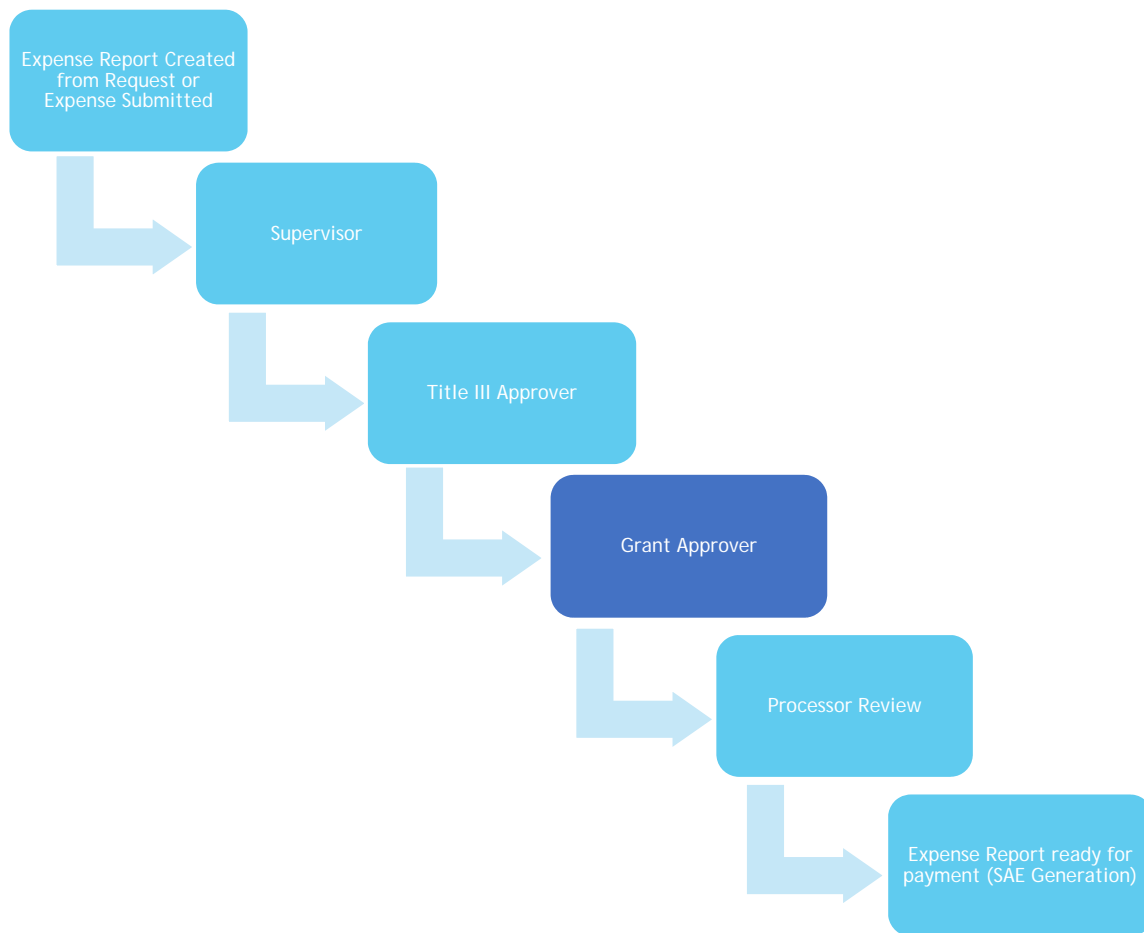 Expense Report Created
from Request or
Expense Submitted
Supervisor
Title III Approver
Grant Approver
Processor Review
Expense Report ready for
payment (SAE Generation)